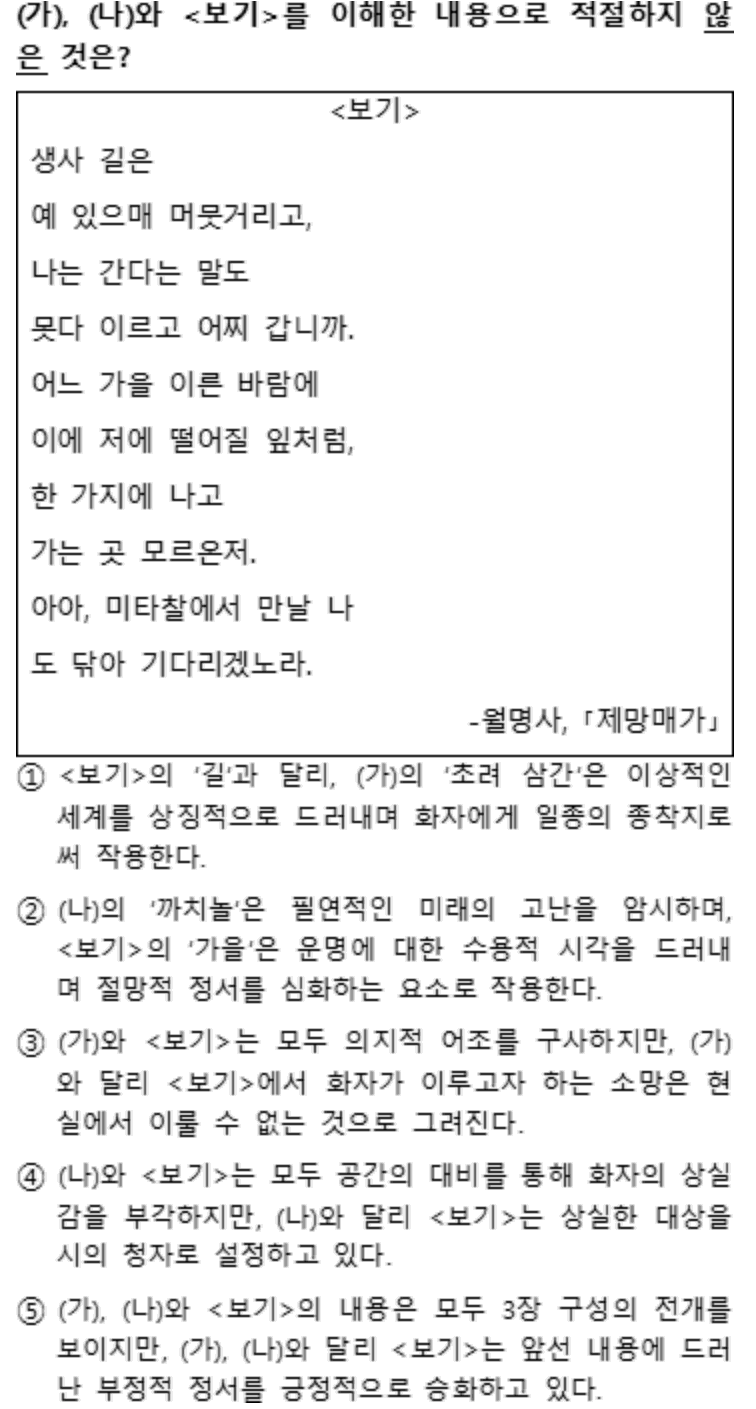 (가), (나)와 <보기>를 이해한 내용으로 적절하지 않
은 것은?
<보기>
생사 길은
예 있으매 머뭇거리고,
나는 간다는 말도
못다 이르고 어찌 갑니까.
어느 가을 이른 바람에
이에 저에 떨어질 잎처럼,
한 가지에 나고
가는 곳 모르온저.
아아, 미타찰에서 만날 나
도 닦아 기다리겠노라.
-월명사, 「제망매가」
① <보기>의 '길'과 달리, (가)의 '초려 삼간'은 이상적인
세계를 상징적으로 드러내며 화자에게 일종의 종착지로
써 작용한다.
② (나)의 '까치놀'은 필연적인 미래의 고난을 암시하며,
<보기>의 '가을'은 운명에 대한 수용적 시각을 드러내
며 절망적 정서를 심화하는 요소로 작용한다.
③ (가)와 <보기>는 모두 의지적 어조를 구사하지만, (가)
와 달리 <보기>에서 화자가 이루고자 하는 소망은 현
실에서 이룰 수 없는 것으로 그려진다.
④ (나)와 <보기>는 모두 공간의 대비를 통해 화자의 상실
감을 부각하지만, (나)와 달리 <보기>는 상실한 대상을
시의 청자로 설정하고 있다.
⑤ (가), (나)와 <보기>의 내용은 모두 3장 구성의 전개를
보이지만, (가), (나)와 달리 <보기>는 앞선 내용에 드러
난 부정적 정서를 긍정적으로 승화하고 있다.